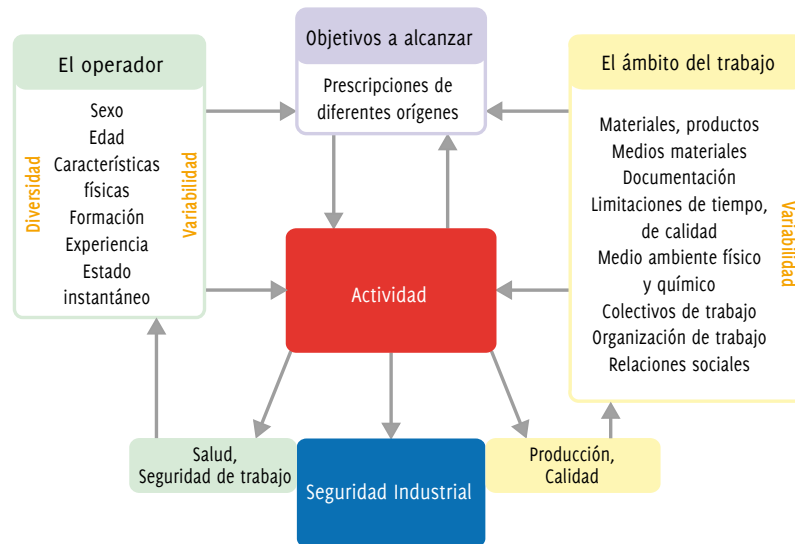 El operador
Diversidad
Sexo
Edad
Características
físicas
Formación
Experiencia
Estado
instantáneo
Variabilidad
Objetivos a alcanzar
Prescripciones de
diferentes orígenes
El ámbito del trabajo
Materiales, productos
Medios materiales
Documentación
Limitaciones de tiempo,
de calidad
Medio ambiente físico
y químico
Colectivos de trabajo
Organización de trabajo
Relaciones sociales
Variabilidad
Actividad
Salud,
Seguridad de trabajo
Seguridad Industrial
Producción,
Calidad